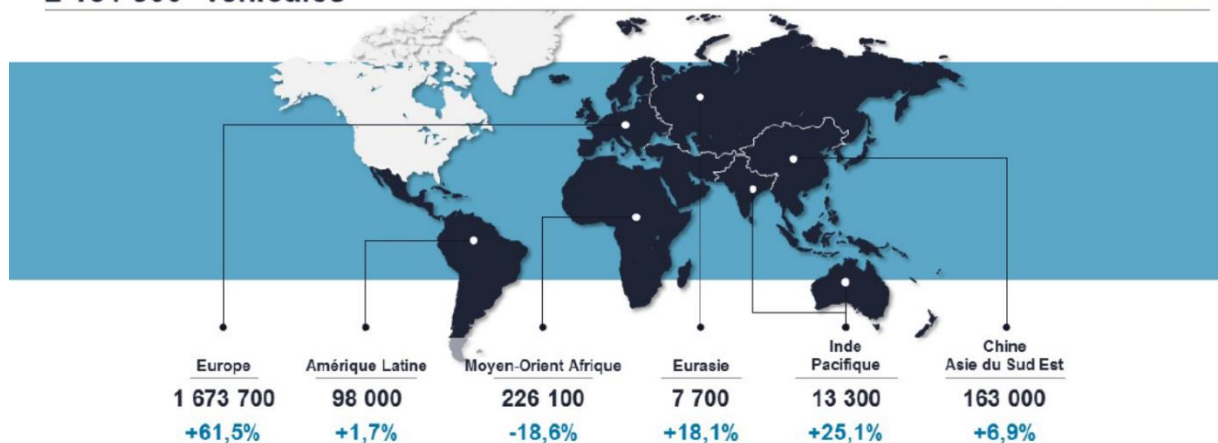 Europe
1 673 700
+61,5%
Amérique Latine
98 000
+1,7%
Moyen-Orient Afrique
226 100
-18,6%
Eurasie
7 700
+18,1%
Inde
Pacifique
13 300
+25,1%
Chine
Asie du Sud Est
163 000
+6,9%